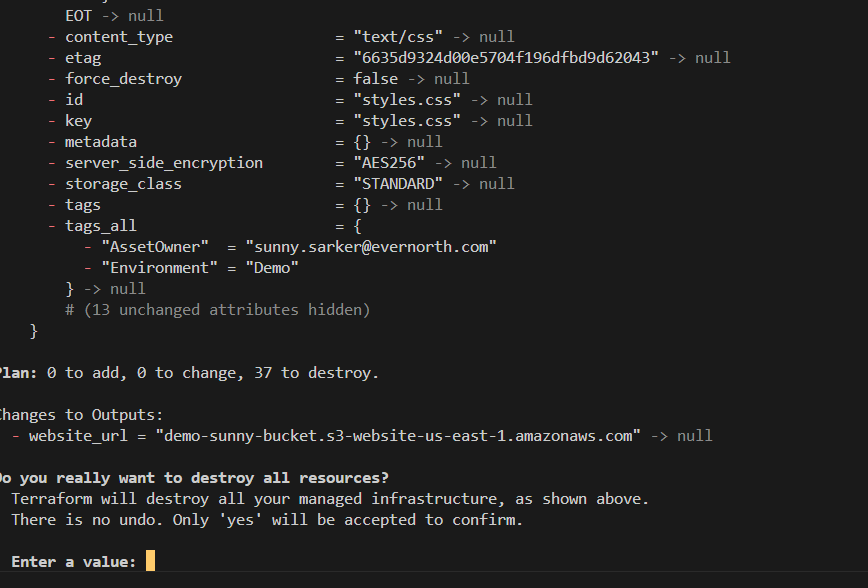 EOT -> null
- content_type = "text/css" -> null
- etag = "6635d9324d00e5704f196dfbd9d62043" -> null
- force_destroy = false -> null
- id = "styles.css" -> null
- key = "styles.css" -> null
- metadata = {} -> null
- server_side_encryption = "AES256" -> null
- storage_class = "STANDARD" -> null
- tags = {} -> null
- tags_all = {
- "AssetOwner" = "sunny.sarker@evernorth.com"
- "Environment" = "Demo"
} -> null
# (13 unchanged attributes hidden)
}
Plan: 0 to add, 0 to change, 37 to destroy.
Changes to Outputs:
- website_url = "demo-sunny-bucket.s3-website-us-east-1.amazonaws.com" -> null
Do you really want to destroy all resources?
Terraform will destroy all your managed infrastructure, as shown above.
There is no undo. Only 'yes' will be accepted to confirm.
Enter a value: